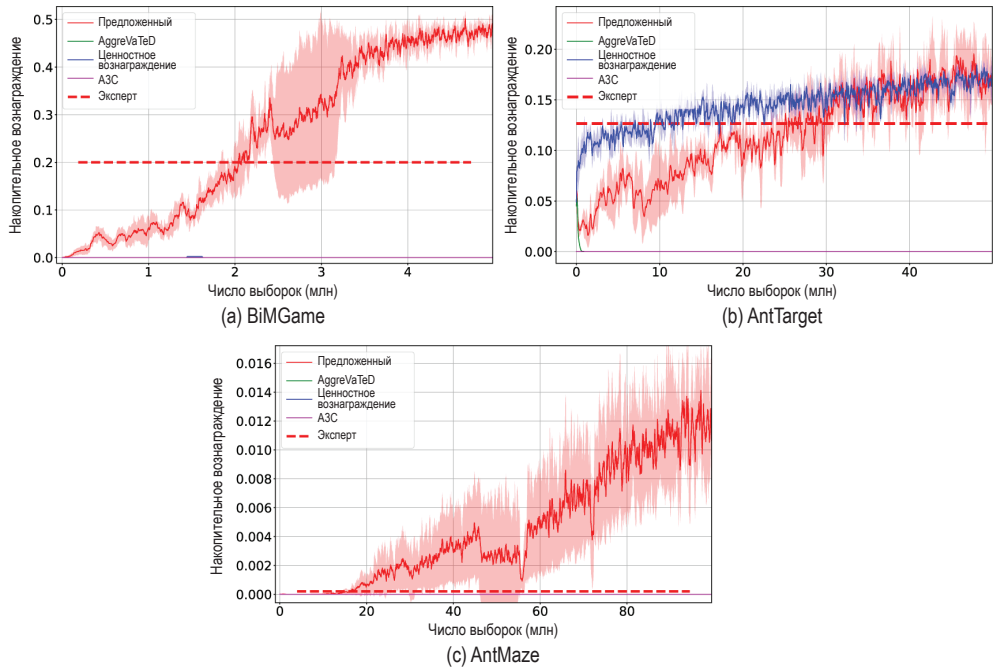 Накопительное вознаграждение
0.5
0.4
0.3
0.2
0.1
0.0
Предложенный
AggreVaTeD
Ценностное
вознаграждение
A3C
Эксперт
0 1 2 3 4
Число выборок (млн)
(a) BiMGame
Накопительное вознаграждение
0.20
0.15
0.10
0.05
0.00
Предложенный
AggreVaTeD
Ценностное
вознаграждение
A3C
Эксперт
0 10 20 30 40
Число выборок (млн)
(b) AntTarget
Накопительное вознаграждение
0.016
0.014
0.012
0.010
0.008
0.006
0.004
0.002
0.000
Предложенный
AggreVaTeD
Ценностное
вознаграждение
A3C
Эксперт
0 20 40 60 80
Число выборок (млн)
(c) AntMaze